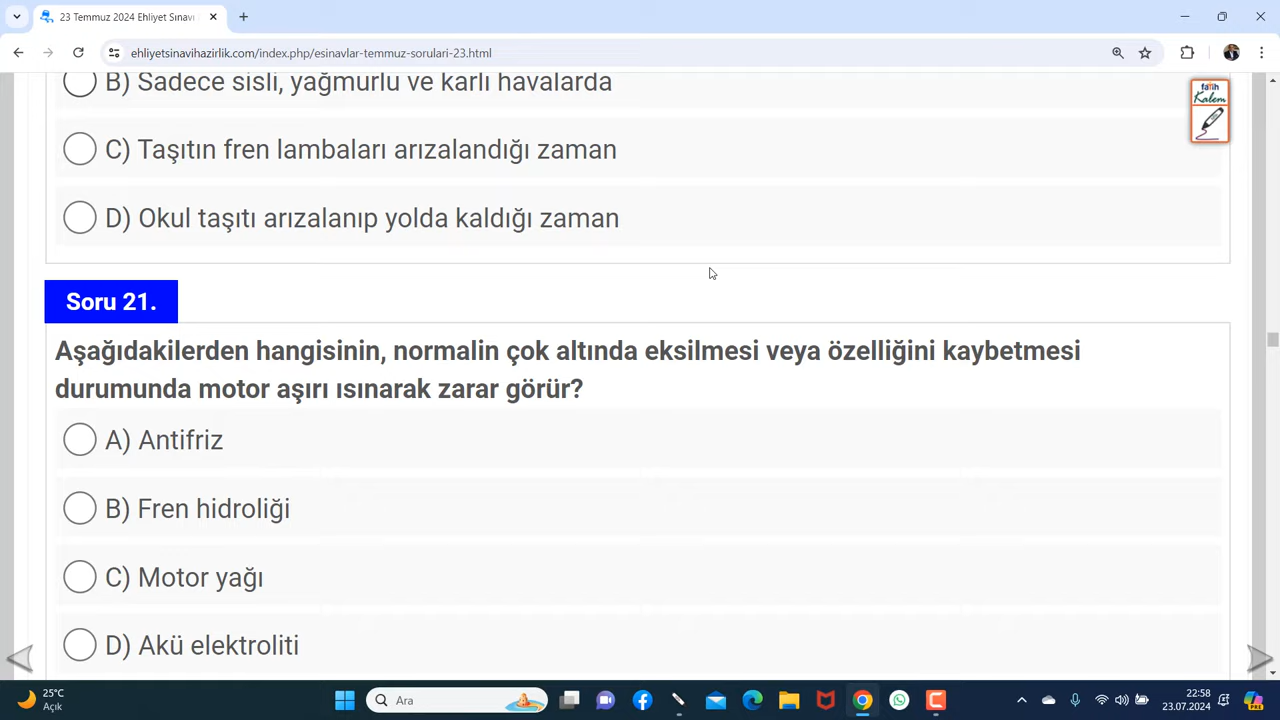 23 Temmuz 2024 Ehliyet Sınavı
ehliyetsinavihazirlik.com/index.php/esinavlar-temmuz-sorulari-23.html
B) Sadece sisli, yağmurlu ve karlı havalarda
fatih
Kalem
C) Taşıtın fren lambaları arızalandığı zaman
D) Okul taşıtı arızalanıp yolda kaldığı zaman
Soru 21.
Aşağıdakilerden hangisinin, normalin çok altında eksilmesi veya özelliğini kaybetmesi
durumunda motor aşırı ısınarak zarar görür?
A) Antifriz
B) Fren hidroliği
C) Motor yağı
D) Akü elektroliti
25°C
Açık
Ara
22:58
23.07.2024